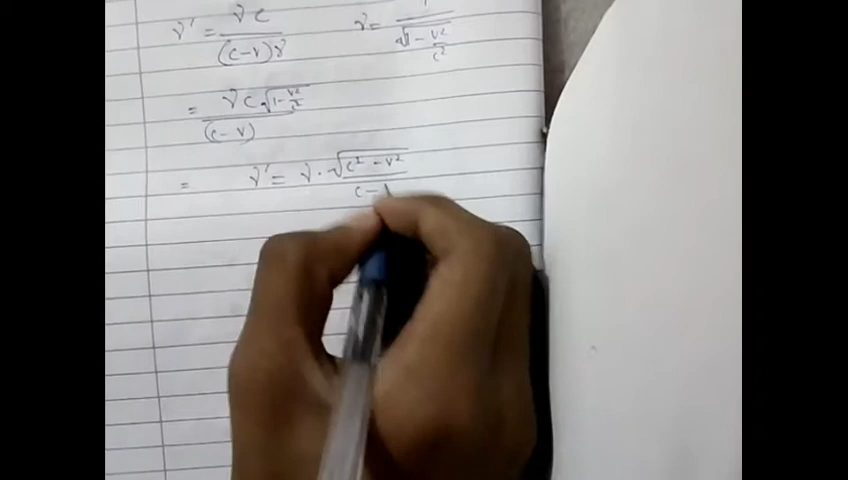 ν' = νc / (c-v)γ    γ = 1 / √(1 - v²/c²)
= νc √(1 - v²/c²) / (c-v)
= ν' = ν · √(c² - v²) / c - v